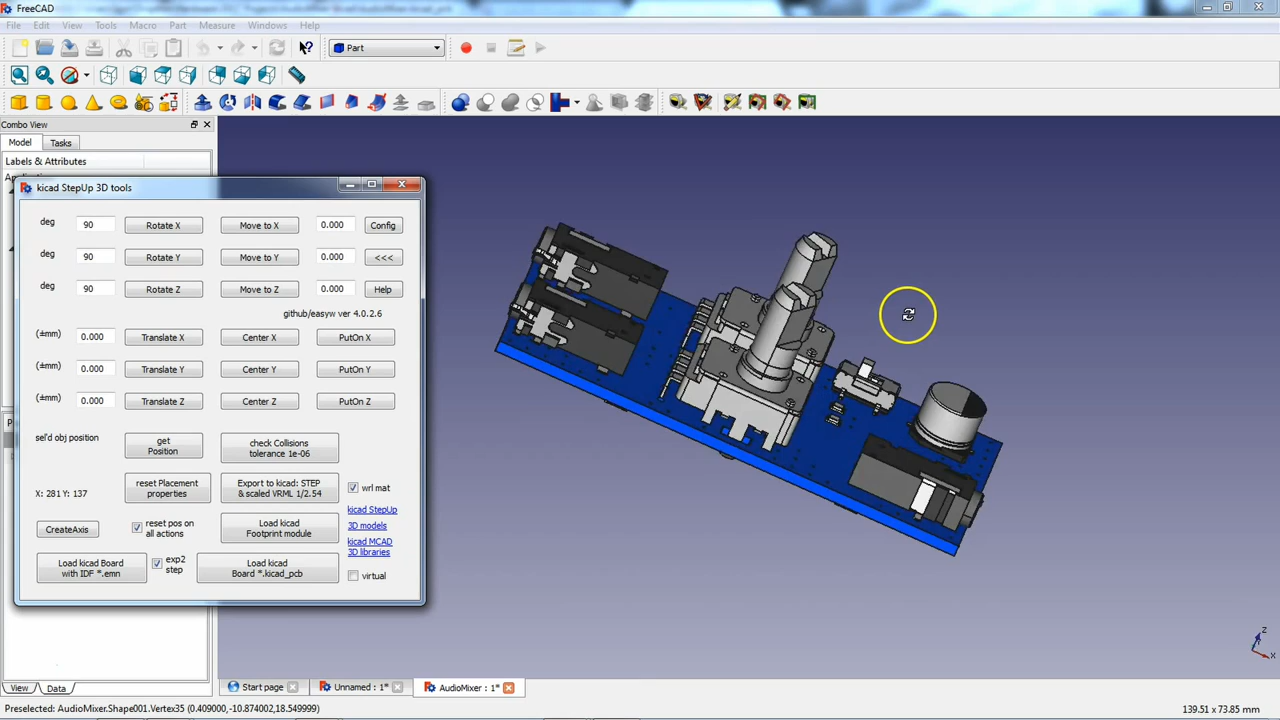 FreeCAD
File Edit View Tools Macro Part Measure Windows Help
Part
Combo View
Model Tasks
Labels & Attributes
kicad StepUp 3D tools
deg 90 Rotate X Move to X 0.000 Config
deg 90 Rotate Y Move to Y 0.000 <<<
deg 90 Rotate Z Move to Z 0.000 Help
github/easyw ver 4.0.2.6
(±mm) 0.000 Translate X Center X PutOn X
(±mm) 0.000 Translate Y Center Y PutOn Y
(±mm) 0.000 Translate Z Center Z PutOn Z
sel'd obj position
get
Position
check Collisions
tolerance 1e-06
X: 281 Y: 137
reset Placement
properties
Export to kicad: STEP
& scaled VRML 1/2.54
wrl mat
kicad StepUp
3D models
CreateAxis
reset pos on
all actions
Load kicad
Footprint module
kicad MCAD
3D libraries
Load kicad Board
with IDF *.emn
exp2
step
Load kicad
Board *.kicad_pcb
virtual
Z
X
View Data
Start page Unnamed : 1* AudioMixer : 1*
Preselected: AudioMixer.Shape001.Vertex35 (0.409000,-10.874002,18.549999)
139.51 x 73.85 mm